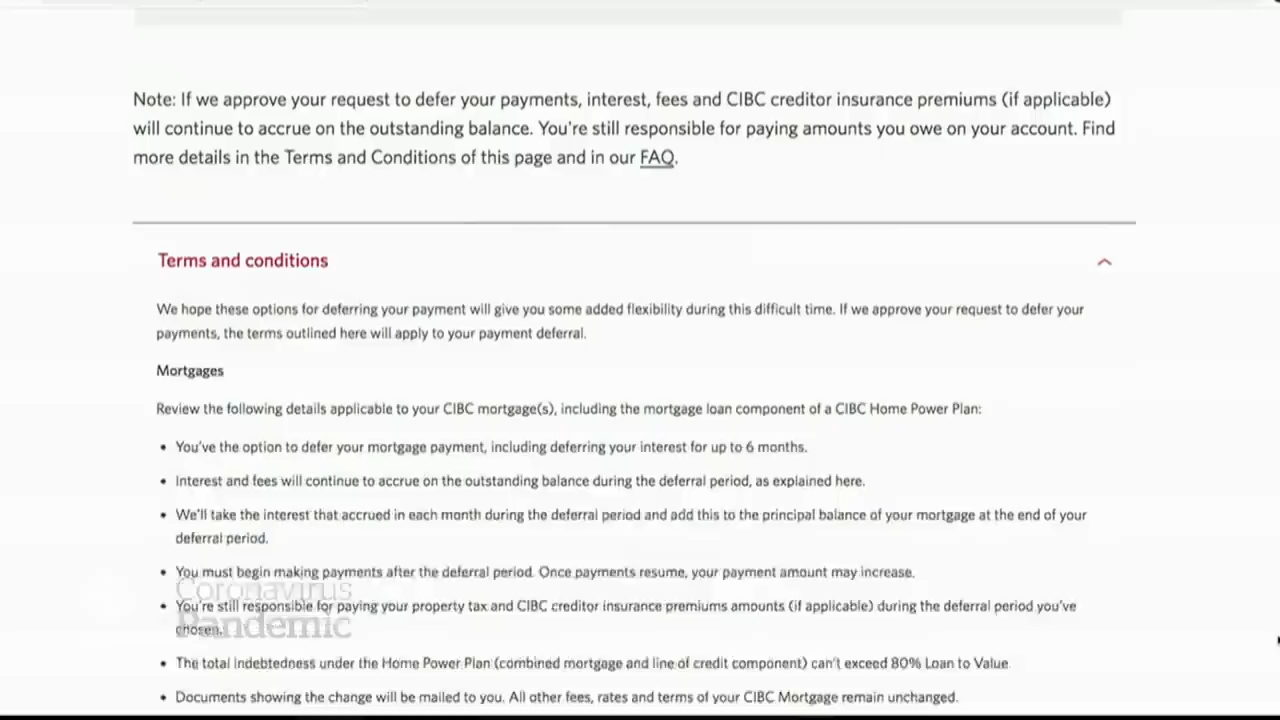 Note: If we approve your request to defer your payments, interest, fees and CIBC creditor insurance premiums (if applicable)
will continue to accrue on the outstanding balance. You're still responsible for paying amounts you owe on your account. Find
more details in the Terms and Conditions of this page and in our FAQ.
Terms and conditions
We hope these options for deferring your payment will give you some added flexibility during this difficult time. If we approve your request to defer your
payments, the terms outlined here will apply to your payment deferral.
Mortgages
Review the following details applicable to your CIBC mortgage(s), including the mortgage loan component of a CIBC Home Power Plan:
• You've the option to defer your mortgage payment, including deferring your interest for up to 6 months.
• Interest and fees will continue to accrue on the outstanding balance during the deferral period, as explained here.
• We'll take the interest that accrued in each month during the deferral period and add this to the principal balance of your mortgage at the end of your
deferral period.
• You must begin making payments after the deferral period. Once payments resume, your payment amount may increase.
Coronavirus
• You're still responsible for paying your property tax and CIBC creditor insurance premiums amounts (if applicable) during the deferral period you've
chosen.
Pandemic
• The total indebtedness under the Home Power Plan (combined mortgage and line of credit component) can't exceed 80% Loan to Value.
• Documents showing the change will be mailed to you. All other fees, rates and terms of your CIBC Mortgage remain unchanged.